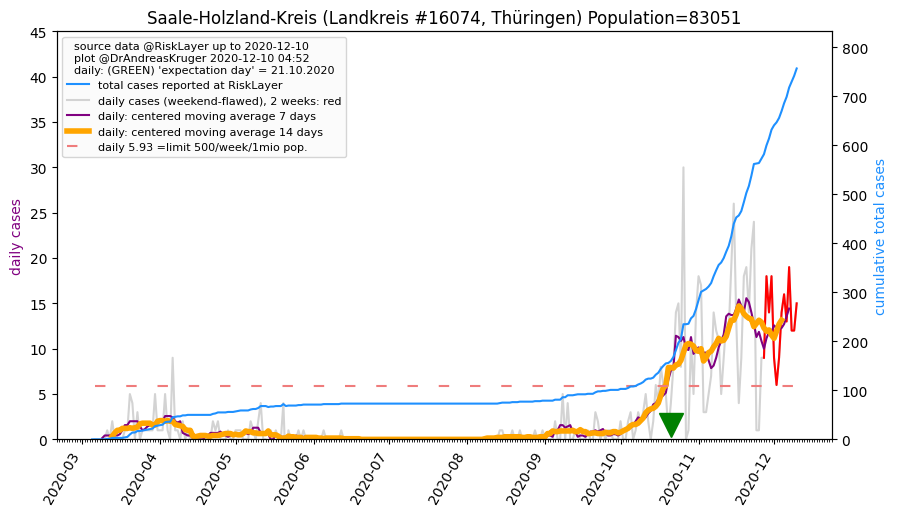 Saale-Holzland-Kreis (Landkreis #16074, Thüringen) Population=83051
source data @RiskLayer up to 2020-12-10
plot @DrAndreasKruger 2020-12-10 04:52
daily: (GREEN) 'expectation day' = 21.10.2020
total cases reported at RiskLayer
daily cases (weekend-flawed), 2 weeks: red
daily: centered moving average 7 days
daily: centered moving average 14 days
daily 5.93 =limit 500/week/1mio pop.
daily cases
45
40
35
30
25
20
15
10
5
0
cumulative total cases
800
700
600
500
400
300
200
100
0
2020-03
2020-04
2020-05
2020-06
2020-07
2020-08
2020-09
2020-10
2020-11
2020-12